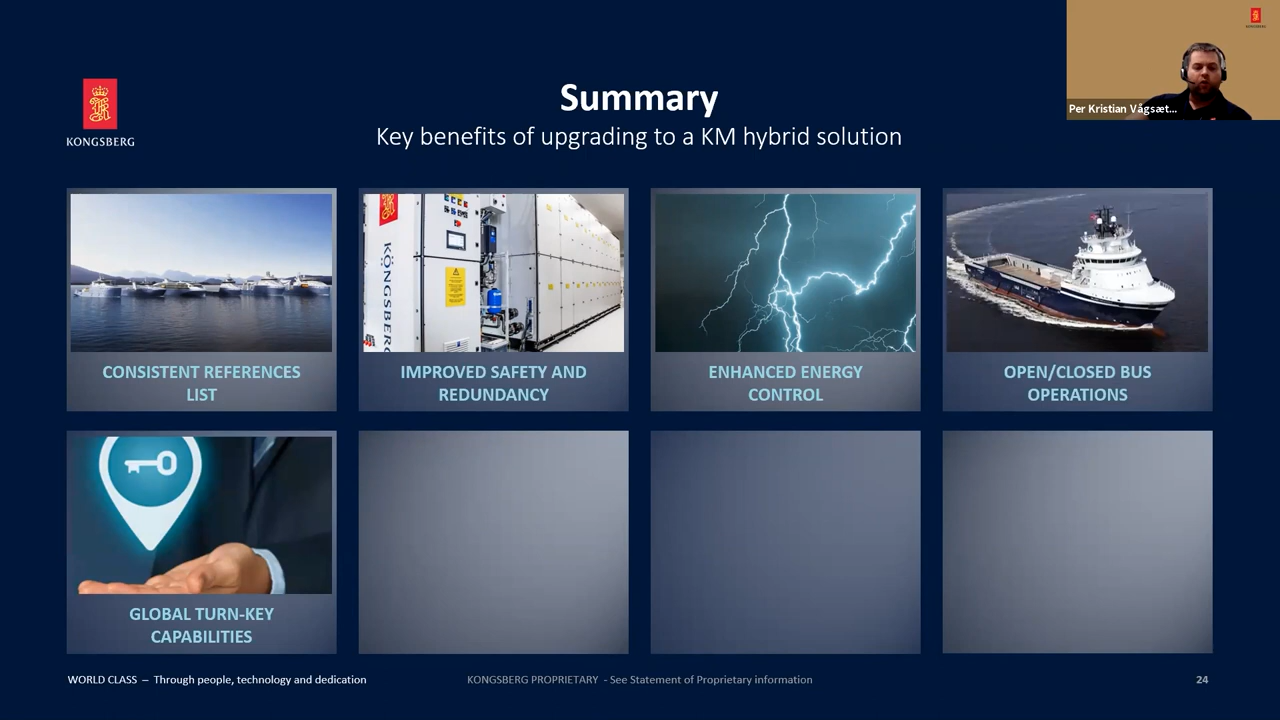 Summary
Key benefits of upgrading to a KM hybrid solution
KONGSBERG
Per Kristian Vågsæt...
KONGSBERG
CONSISTENT REFERENCES
LIST
IMPROVED SAFETY AND
REDUNDANCY
ENHANCED ENERGY
CONTROL
OPEN/CLOSED BUS
OPERATIONS
GLOBAL TURN-KEY
CAPABILITIES
WORLD CLASS – Through people, technology and dedication
KONGSBERG PROPRIETARY - See Statement of Proprietary information
24